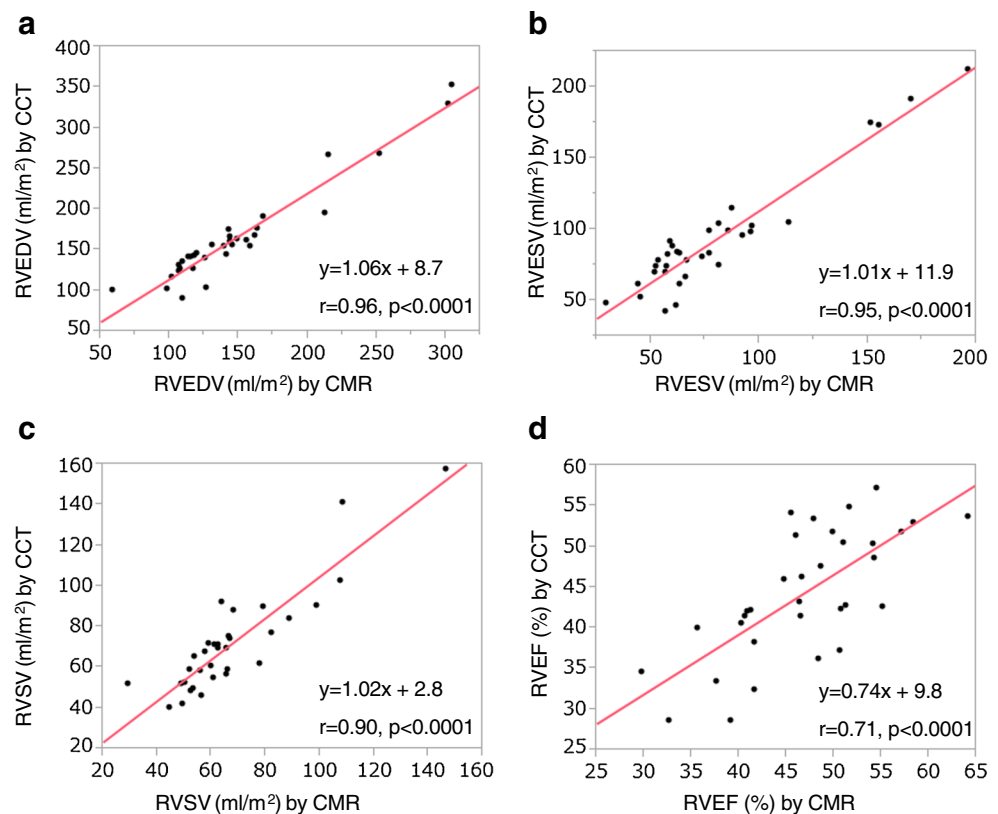 a
400
350
300
250
200
150
100
50
50 100 150 200 250 300
RVEDV (ml/m²) by CCT
RVEDV (ml/m²) by CMR
y=1.06x + 8.7
r=0.96, p<0.0001
b
200
150
100
50
50 100 150 200
RVESV (ml/m²) by CCT
RVESV (ml/m²) by CMR
y=1.01x + 11.9
r=0.95, p<0.0001
c
160
140
120
100
80
60
40
20
20 40 60 80 100 120 140 160
RVSV (ml/m²) by CCT
RVSV (ml/m²) by CMR
y=1.02x + 2.8
r=0.90, p<0.0001
d
60
55
50
45
40
35
30
25
25 30 35 40 45 50 55 60 65
RVEF (%) by CCT
RVEF (%) by CMR
y=0.74x + 9.8
r=0.71, p<0.0001